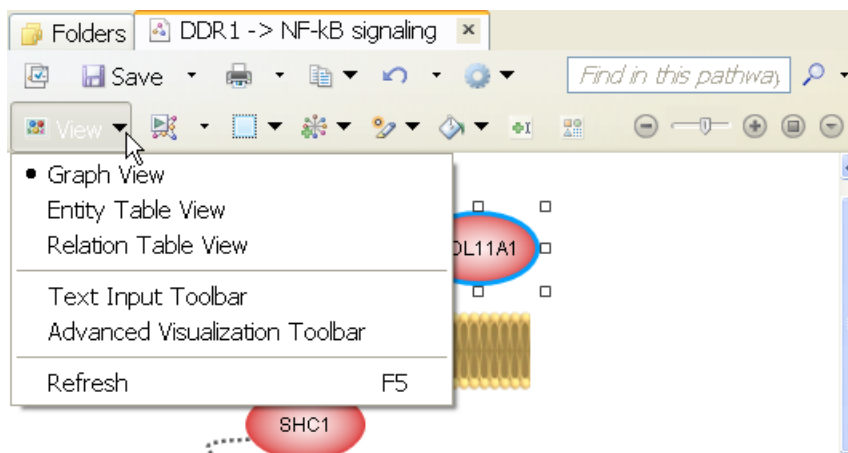 Folders DDR1 -> NF-kB signaling
Save Find in this pathway
View
Graph View
Entity Table View
Relation Table View
OL11A1
Text Input Toolbar
Advanced Visualization Toolbar
Refresh F5
SHC1